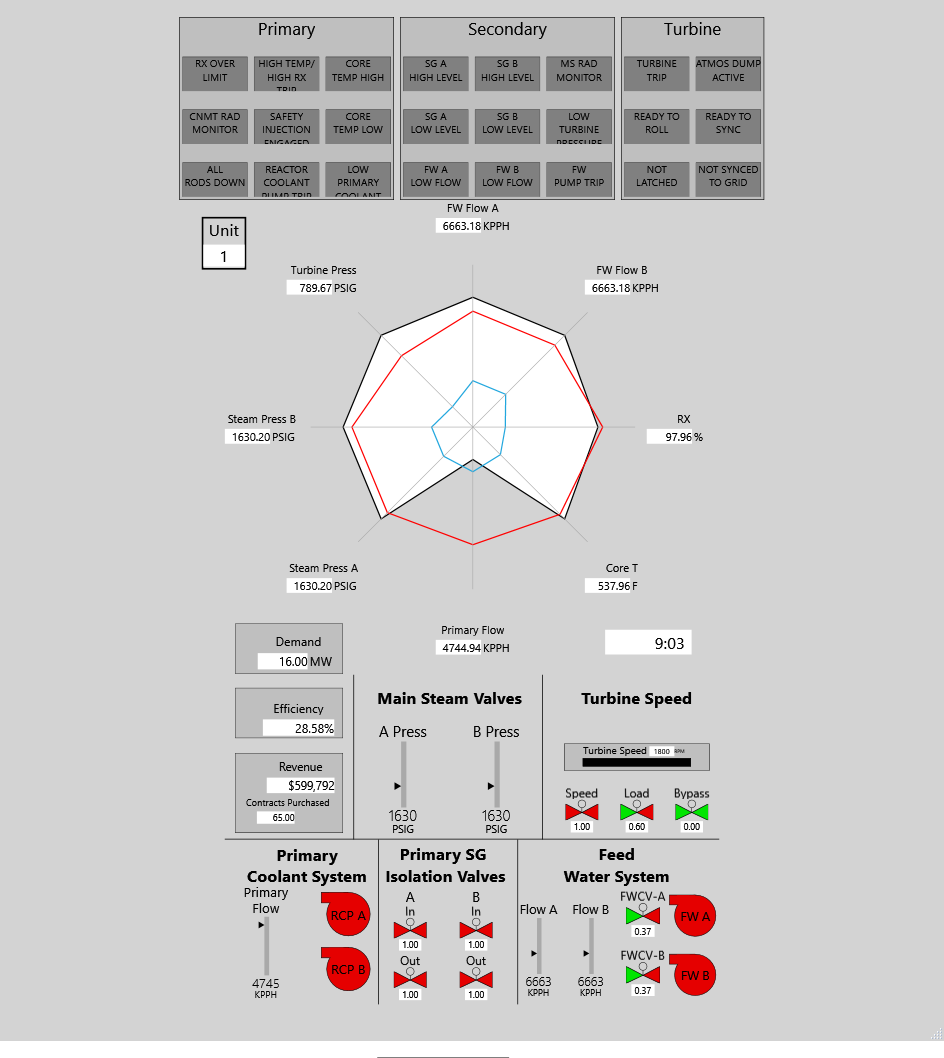 Primary
Secondary
Turbine
RX OVER
LIMIT
HIGH TEMP/
HIGH RX
TRIP
CORE
TEMP HIGH
SG A
HIGH LEVEL
SG B
HIGH LEVEL
MS RAD
MONITOR
TURBINE
TRIP
ATMOS DUMP
ACTIVE
CNMT RAD
MONITOR
SAFETY
INJECTION
ENGAGED
CORE
TEMP LOW
SG A
LOW LEVEL
SG B
LOW LEVEL
LOW
TURBINE
PRESSURE
READY TO
ROLL
READY TO
SYNC
ALL
RODS DOWN
REACTOR
COOLANT
PUMP TRIP
LOW
PRIMARY
COOLANT
FW A
LOW FLOW
FW B
LOW FLOW
FW
PUMP TRIP
NOT
LATCHED
NOT SYNCED
TO GRID
FW Flow A
6663.18 KPPH
Unit
1
Turbine Press
789.67 PSIG
FW Flow B
6663.18 KPPH
Steam Press B
1630.20 PSIG
RX
97.96 %
Steam Press A
1630.20 PSIG
Core T
537.96 F
Primary Flow
4744.94 KPPH
9:03
Demand
16.00 MW
Efficiency
28.58%
Revenue
$599,792
Contracts Purchased
65.00
Main Steam Valves
A Press
B Press
1630
PSIG
1630
PSIG
Turbine Speed
Turbine Speed 1800 RPM
Speed
Load
Bypass
1.00
0.60
0.00
Primary
Coolant System
Primary
Flow
RCP A
RCP B
4745
KPPH
Primary SG
Isolation Valves
A
In
B
In
1.00
1.00
Out
Out
1.00
1.00
Feed
Water System
Flow A
Flow B
6663
KPPH
6663
KPPH
FWCV-A
0.37
FW A
FWCV-B
0.37
FW B